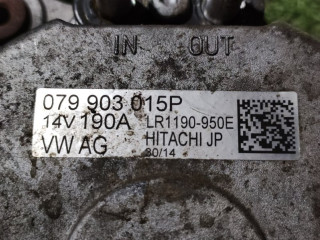 IN OUT
079 903 015P
14V 190A LR1190-950E
VW AG HITACHI JP
30/14